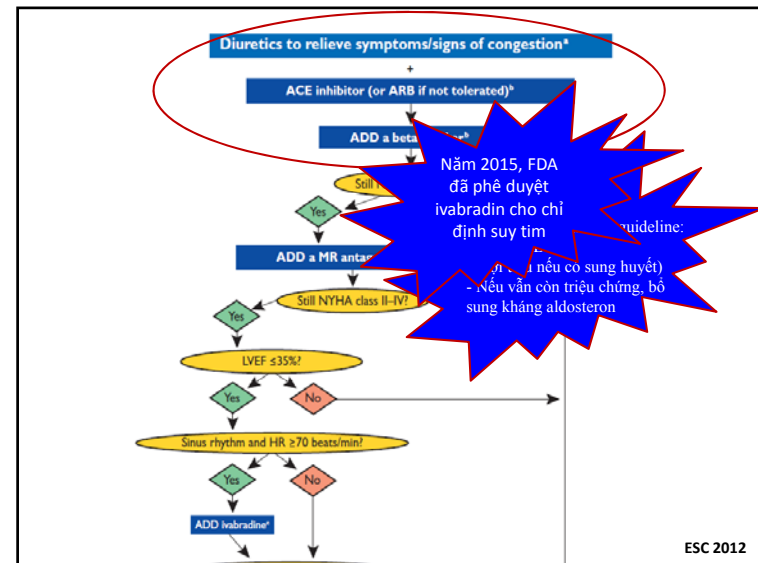 Diuretics to relieve symptoms/signs of congestionᵃ
+
ACE inhibitor (or ARB if not tolerated)ᵇ
ADD a beta
Năm 2015, FDA
đã phê duyệt
ivabradin cho chỉ
định suy tim
Still
Yes
guideline:
ADD a MR
nếu có sung huyết)
- Nếu vẫn còn triệu chứng, bổ
sung kháng aldosteron
Still NYHA class II–IV?
Yes
LVEF ≤35%?
Yes
No
Sinus rhythm and HR ≥70 beats/min?
Yes
No
ADD ivabradineᵉ
ESC 2012